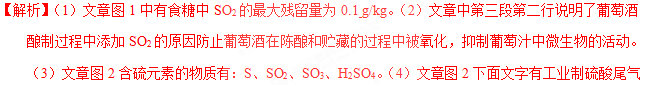 【解析】（1）文章图 1 中有食糖中 SO2 的最大残留量为 0.1 g/kg。（2）文章中第三段第二行说明了葡萄酒
酿制过程中添加 SO2 的原因防止葡萄酒在陈酿和贮藏的过程中被氧化，抑制葡萄汁中微生物的活动。
（3）文章图 2 含硫元素的物质有：S、SO2、SO3、H2SO4。（4）文章图 2 下面文字有工业制硫酸尾气